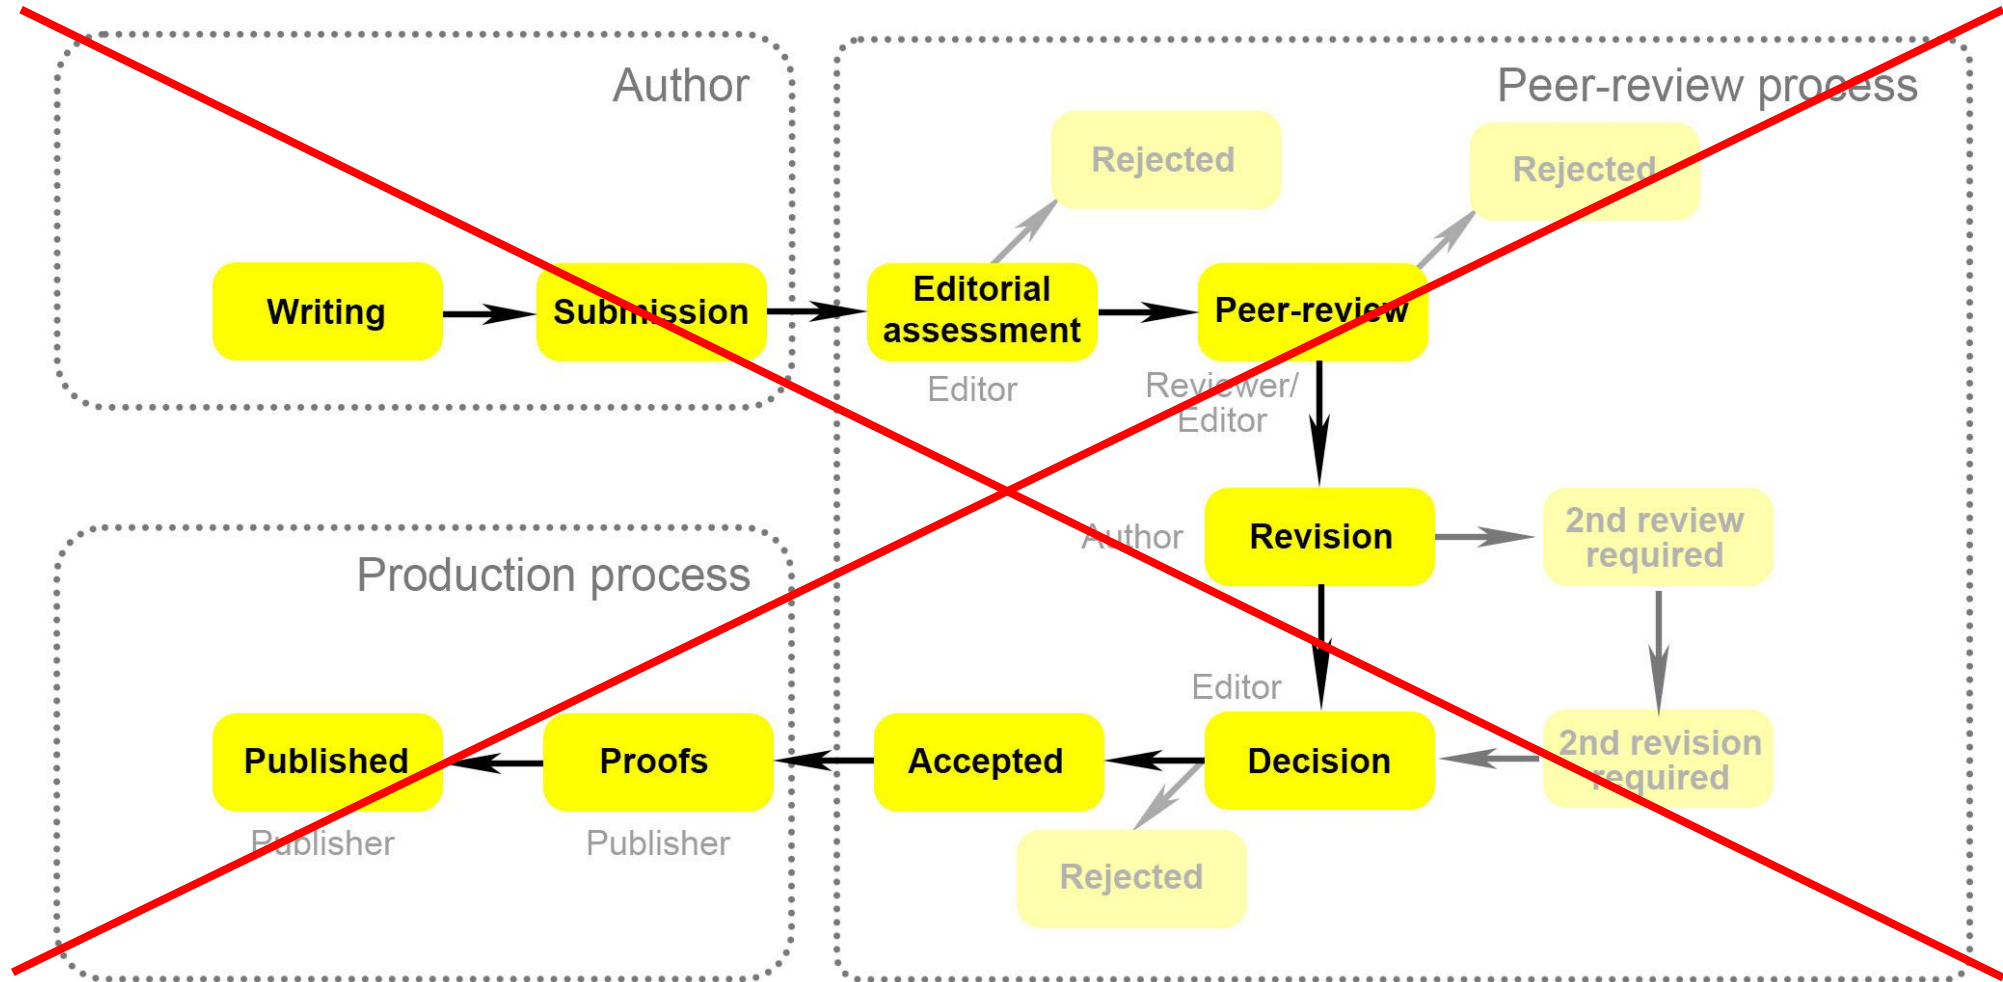 Author
Writing
Submission
Peer-review process
Rejected
Rejected
Editorial
assessment
Editor
Peer-review
Reviewer/
Editor
Author
Revision
2nd review
required
2nd revision
required
Editor
Decision
Rejected
Accepted
Production process
Proofs
Publisher
Published
Publisher